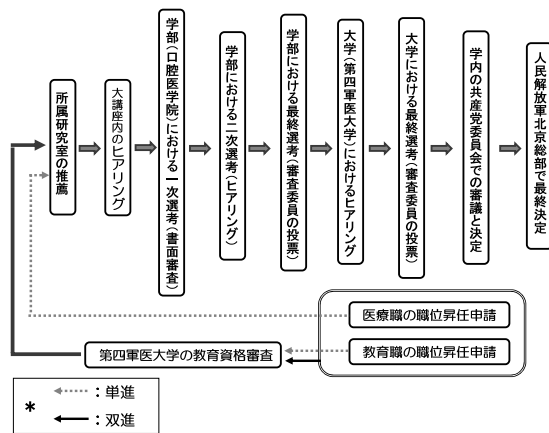 所属研究室の推薦
大講座内のヒアリング
学部(口腔医学院)における一次選考(書面審査)
学部における二次選考(ヒアリング)
学部における最終選考(審査委員の投票)
大学(第四軍医大学)におけるヒアリング
大学における最終選考(審査委員の投票)
学内の共産党委員会での審議と決定
人民解放軍北京総部で最終決定
医療職の職位昇任申請
第四軍医大学の教育資格審査
教育職の職位昇任申請
*
:単進
:双進